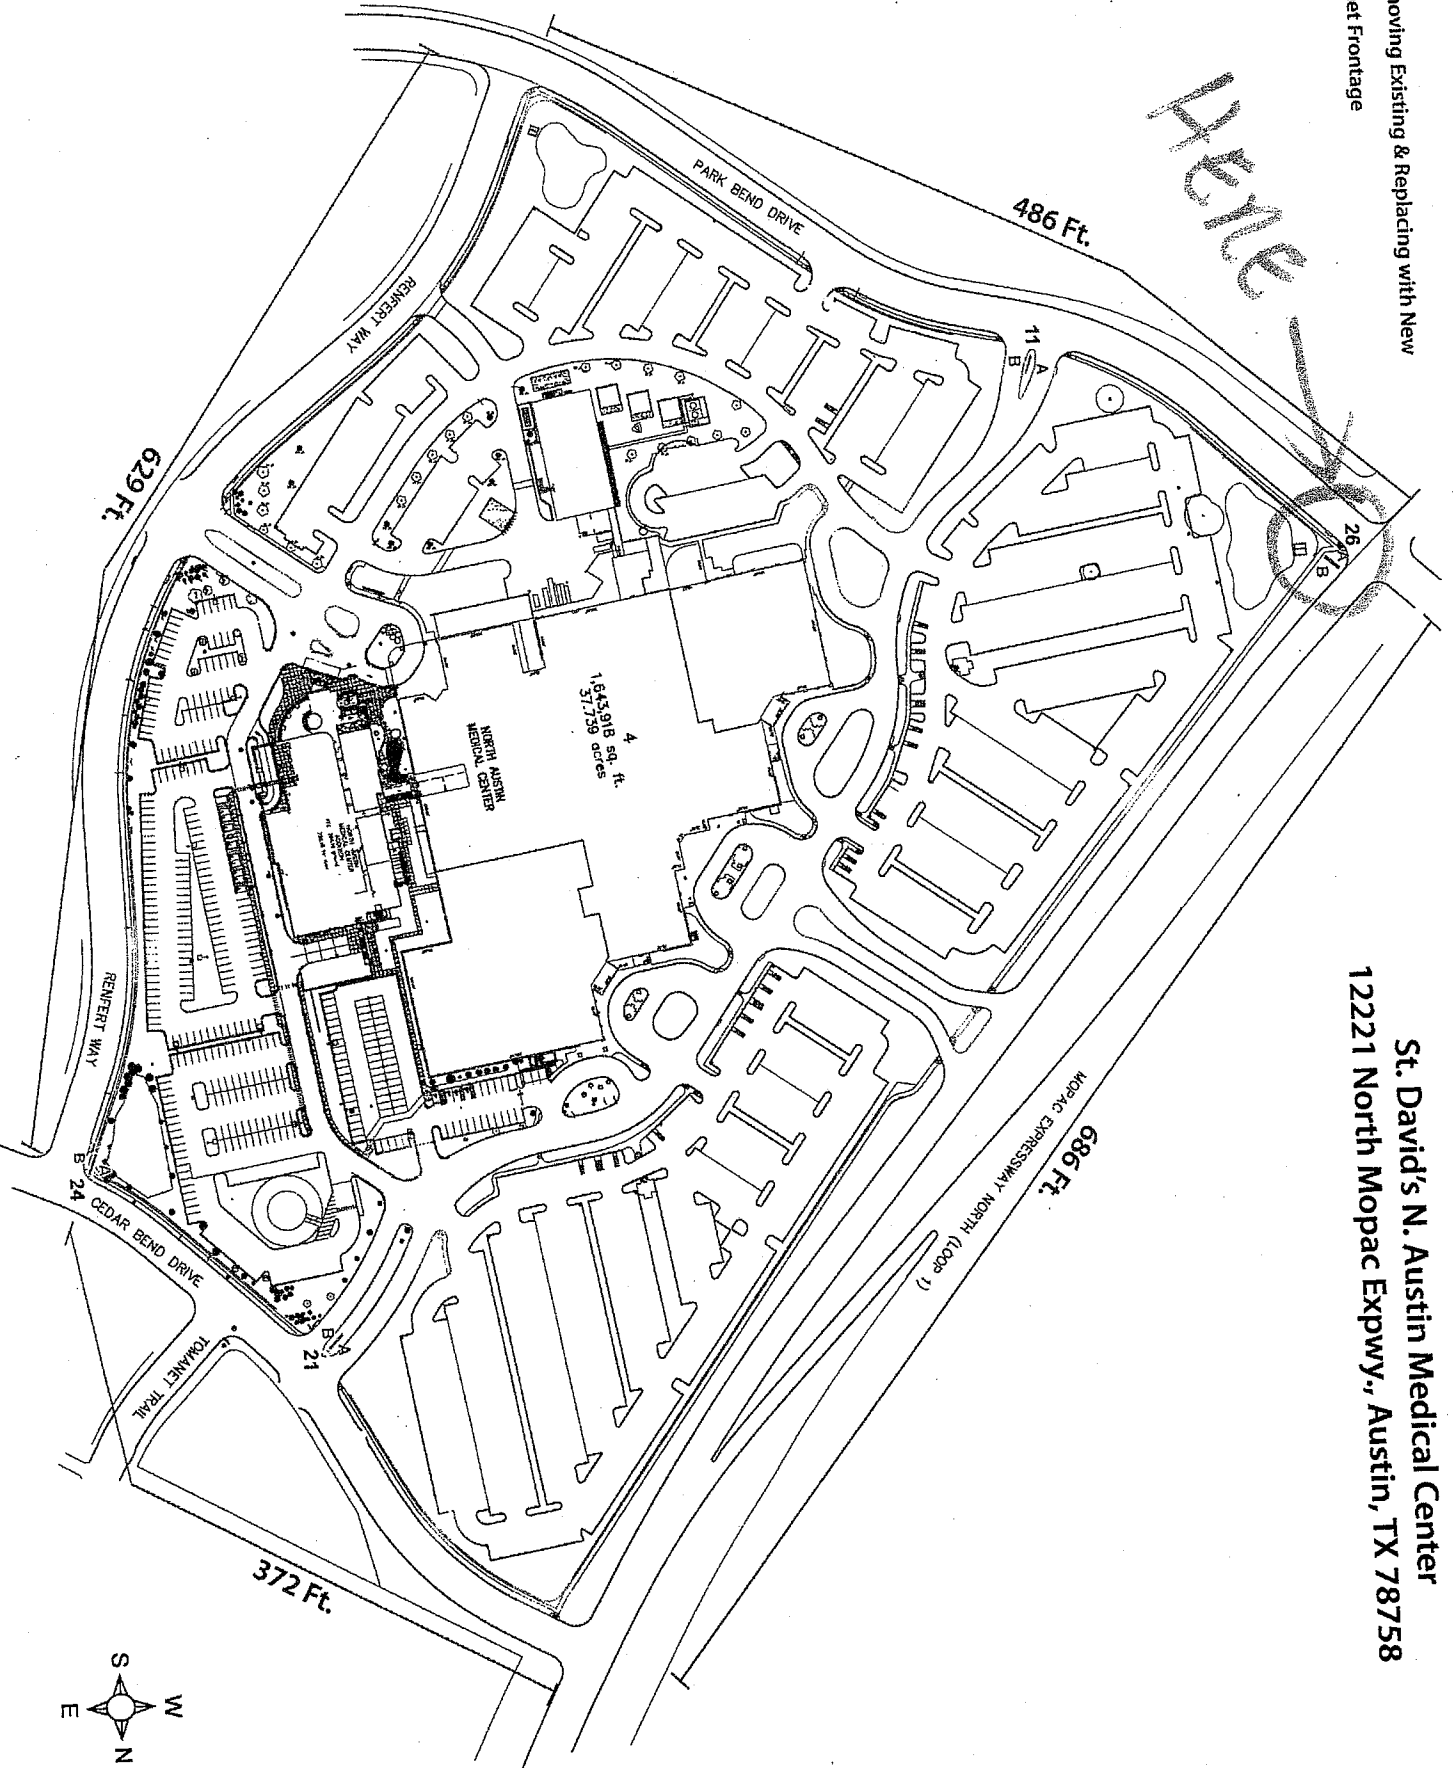 St. David's N. Austin Medical Center
12221 North Mopac Expwy., Austin, TX 78758
oving Existing & Replacing with New
et Frontage
HERE
26
A
B
486 Ft.
PARK BEND DRIVE
11
A
B
RENFERT WAY
629 Ft.
4
1,643,918 sq. ft.
37.739 acres
NORTH AUSTIN
MEDICAL CENTER
MOPAC EXPRESSWAY NORTH (LOOP 1)
686 Ft.
RENFERT WAY
B
24
CEDAR BEND DRIVE
B
A
21
TOMANET TRAIL
372 Ft.
S
W
E
N